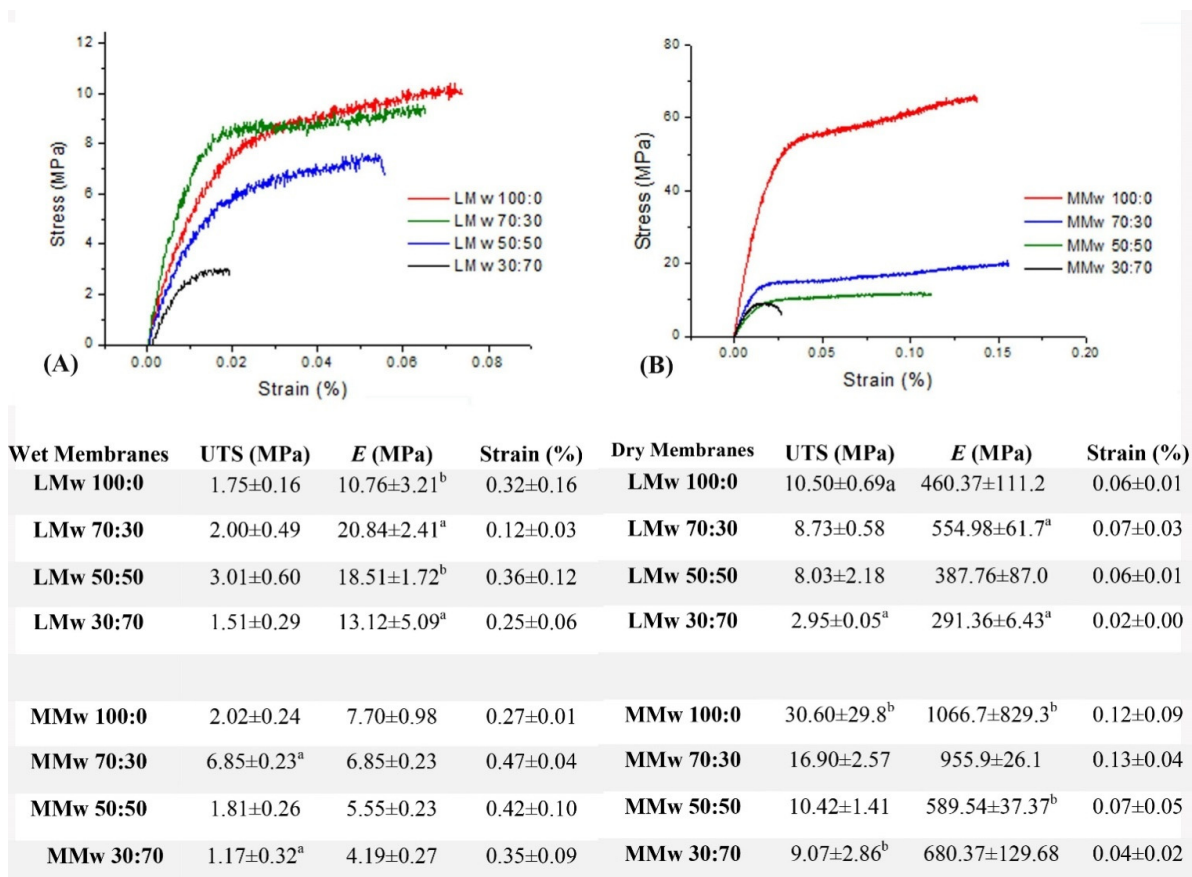 12
10
8
6
4
2
0
Stress (MPa)
LMw 100:0
LMw 70:30
LMw 50:50
LMw 30:70
0.00 0.02 0.04 0.06 0.08
Strain (%)
(A)
80
60
40
20
0
Stress (MPa)
MMw 100:0
MMw 70:30
MMw 50:50
MMw 30:70
0.00 0.05 0.10 0.15 0.20
Strain (%)
(B)
Wet Membranes UTS (MPa) E (MPa) Strain (%)
LMw 100:0 1.75±0.16 10.76±3.21b 0.32±0.16
LMw 70:30 2.00±0.49 20.84±2.41a 0.12±0.03
LMw 50:50 3.01±0.60 18.51±1.72b 0.36±0.12
LMw 30:70 1.51±0.29 13.12±5.09a 0.25±0.06
MMw 100:0 2.02±0.24 7.70±0.98 0.27±0.01
MMw 70:30 6.85±0.23a 6.85±0.23 0.47±0.04
MMw 50:50 1.81±0.26 5.55±0.23 0.42±0.10
MMw 30:70 1.17±0.32a 4.19±0.27 0.35±0.09
Dry Membranes UTS (MPa) E (MPa) Strain (%)
LMw 100:0 10.50±0.69a 460.37±111.2 0.06±0.01
LMw 70:30 8.73±0.58 554.98±61.7a 0.07±0.03
LMw 50:50 8.03±2.18 387.76±87.0 0.06±0.01
LMw 30:70 2.95±0.05a 291.36±6.43a 0.02±0.00
MMw 100:0 30.60±29.8b 1066.7±829.3b 0.12±0.09
MMw 70:30 16.90±2.57 955.9±26.1 0.13±0.04
MMw 50:50 10.42±1.41 589.54±37.37b 0.07±0.05
MMw 30:70 9.07±2.86b 680.37±129.68 0.04±0.02